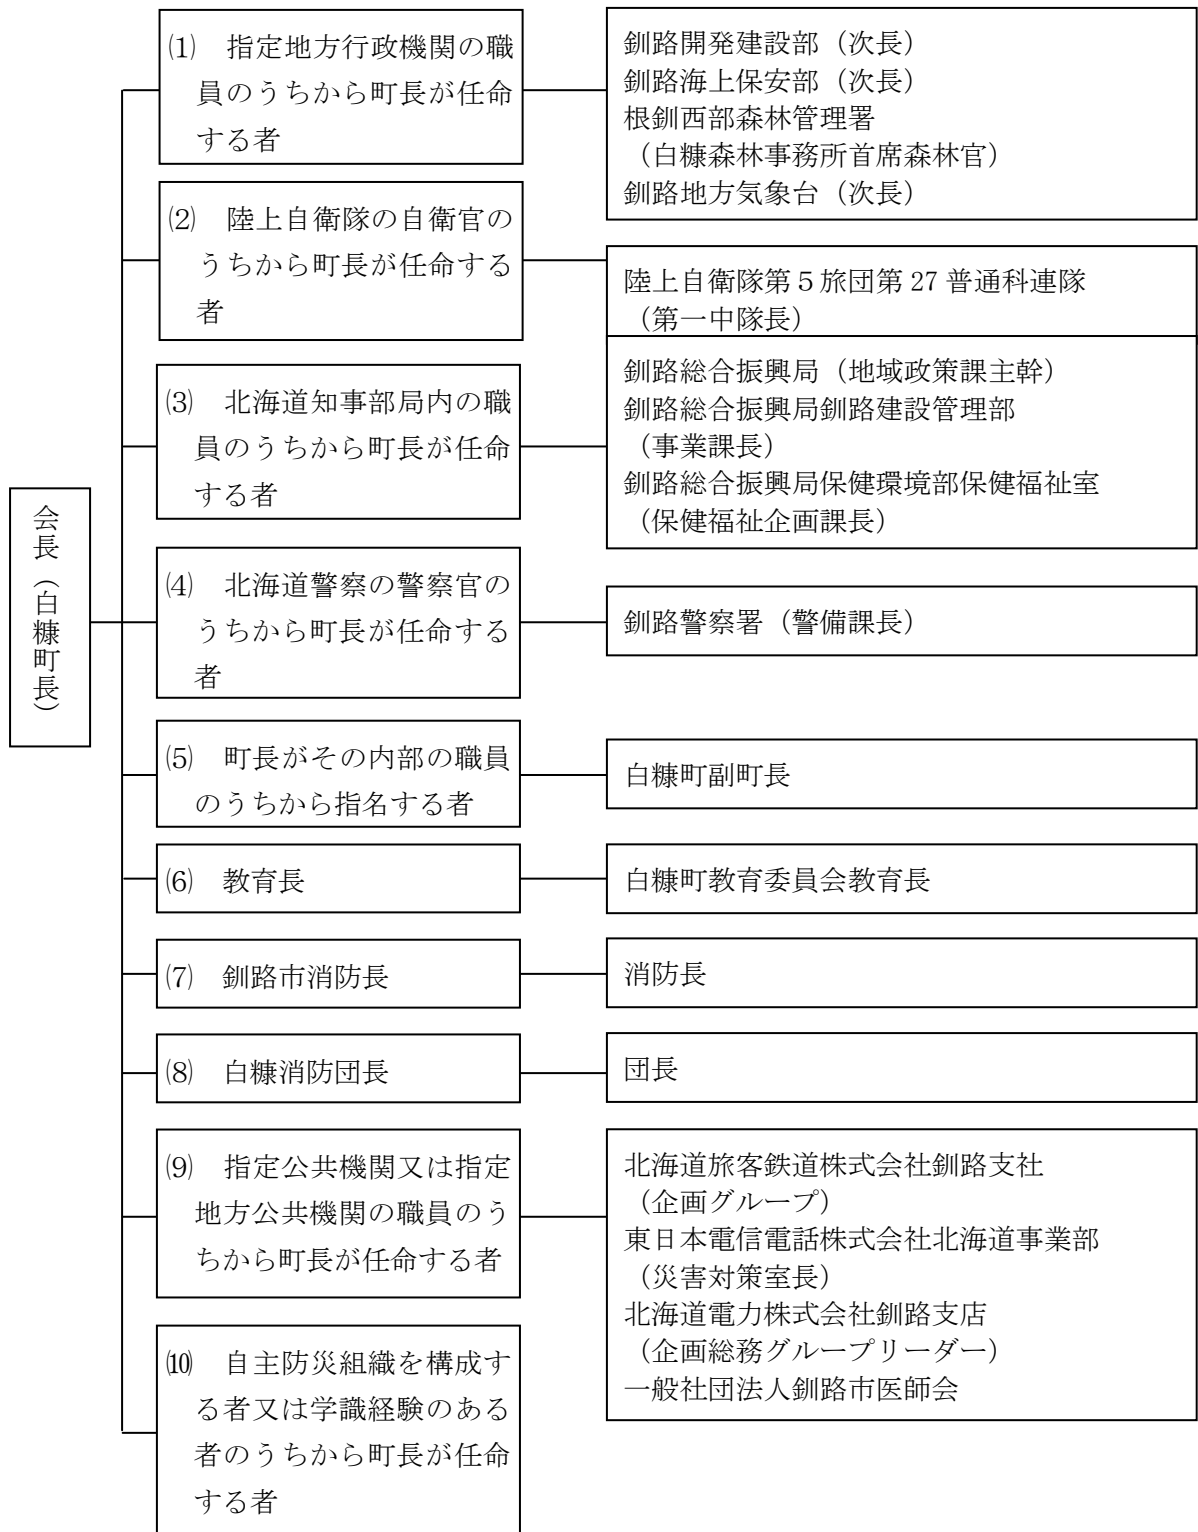 会長（白糠町長）
⑴　指定地方行政機関の職
員のうちから町長が任命
する者
釧路開発建設部（次長）
釧路海上保安部（次長）
根釧西部森林管理署
（白糠森林事務所首席森林官）
釧路地方気象台（次長）
⑵　陸上自衛隊の自衛官の
うちから町長が任命する
者
陸上自衛隊第５旅団第 27 普通科連隊
（第一中隊長）
⑶　北海道知事部局内の職
員のうちから町長が任命
する者
釧路総合振興局（地域政策課主幹）
釧路総合振興局釧路建設管理部
（事業課長）
釧路総合振興局保健環境部保健福祉室
（保健福祉企画課長）
⑷　北海道警察の警察官の
うちから町長が任命する
者
釧路警察署（警備課長）
⑸　町長がその内部の職員
のうちから指名する者
白糠町副町長
⑹　教育長
白糠町教育委員会教育長
⑺　釧路市消防長
消防長
⑻　白糠消防団長
団長
⑼　指定公共機関又は指定
地方公共機関の職員のう
ちから町長が任命する者
北海道旅客鉄道株式会社釧路支社
（企画グループ）
東日本電信電話株式会社北海道事業部
（災害対策室長）
北海道電力株式会社釧路支店
（企画総務グループリーダー）
一般社団法人釧路市医師会
⑽　自主防災組織を構成す
る者又は学識経験のある
者のうちから町長が任命
する者